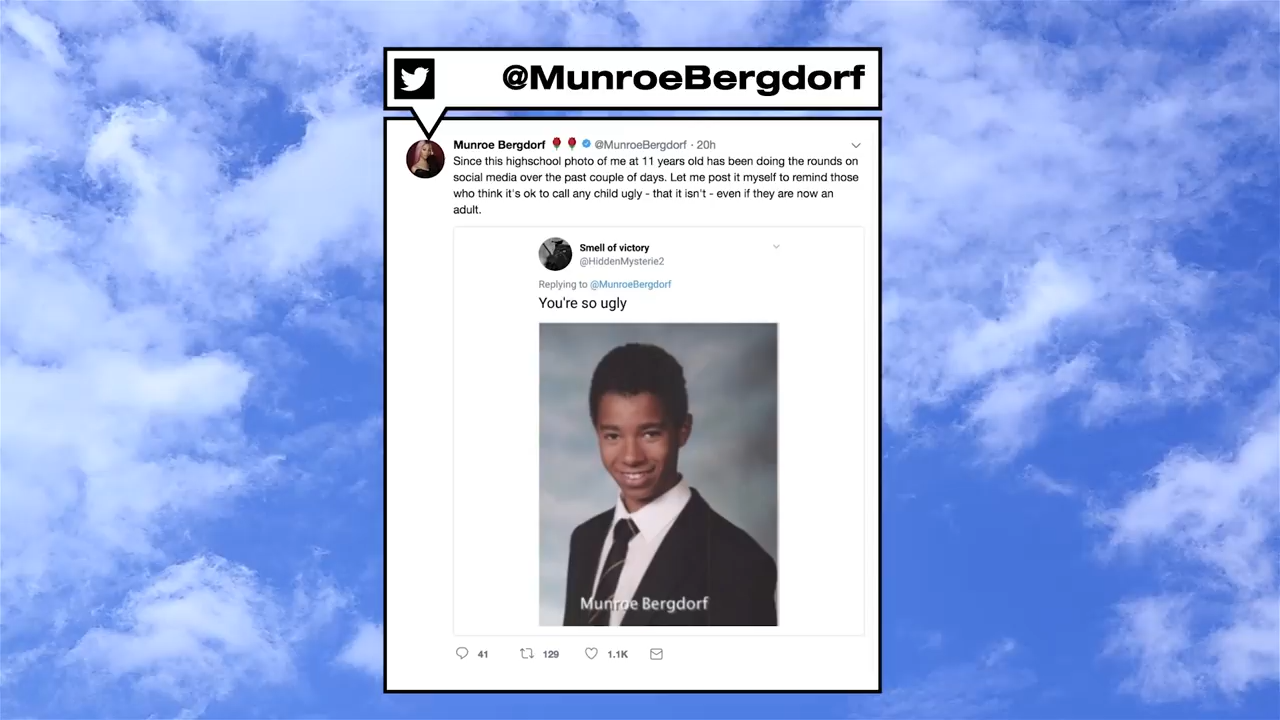 @MunroeBergdorf
Munroe Bergdorf 🌹 🌹 @MunroeBergdorf · 20h
Since this highschool photo of me at 11 years old has been doing the rounds on
social media over the past couple of days. Let me post it myself to remind those
who think it's ok to call any child ugly - that it isn't - even if they are now an
adult.
Smell of victory
@HiddenMysterie2
Replying to @MunroeBergdorf
You're so ugly
Munroe Bergdorf
41 129 1.1K